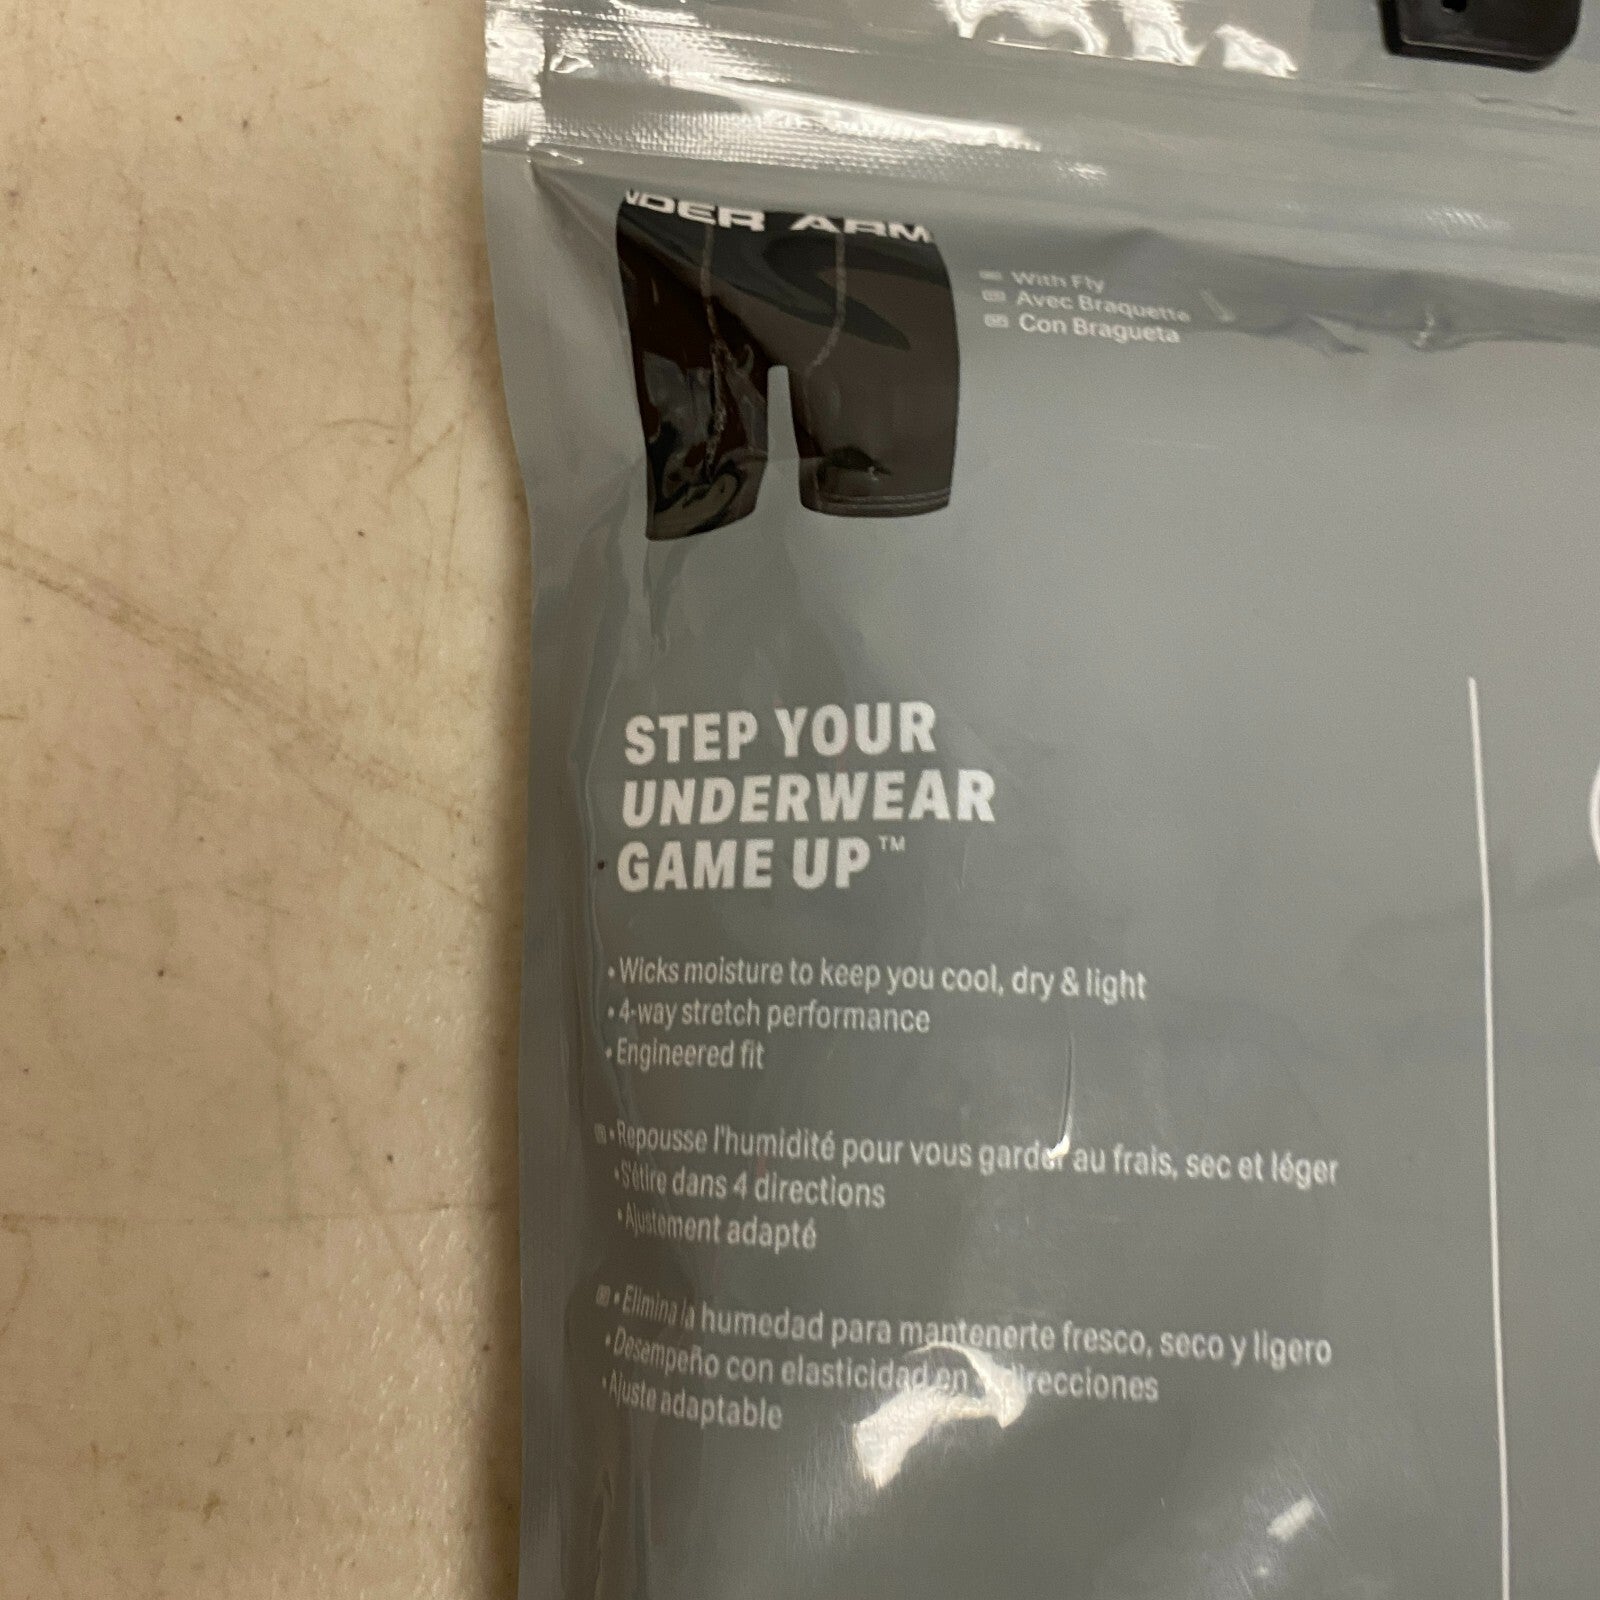 NDER ARM
With Fly
Avec Braquette
Con Bragueta
STEP YOUR
UNDERWEAR
GAME UP™
• Wicks moisture to keep you cool, dry & light
• 4-way stretch performance
• Engineered fit
• Repousse l'humidité pour vous garder au frais, sec et léger
• S'étire dans 4 directions
• Ajustement adapté
• Elimina la humedad para mantenerte fresco, seco y ligero
• Desempeño con elasticidad en direcciones
• Ajuste adaptable